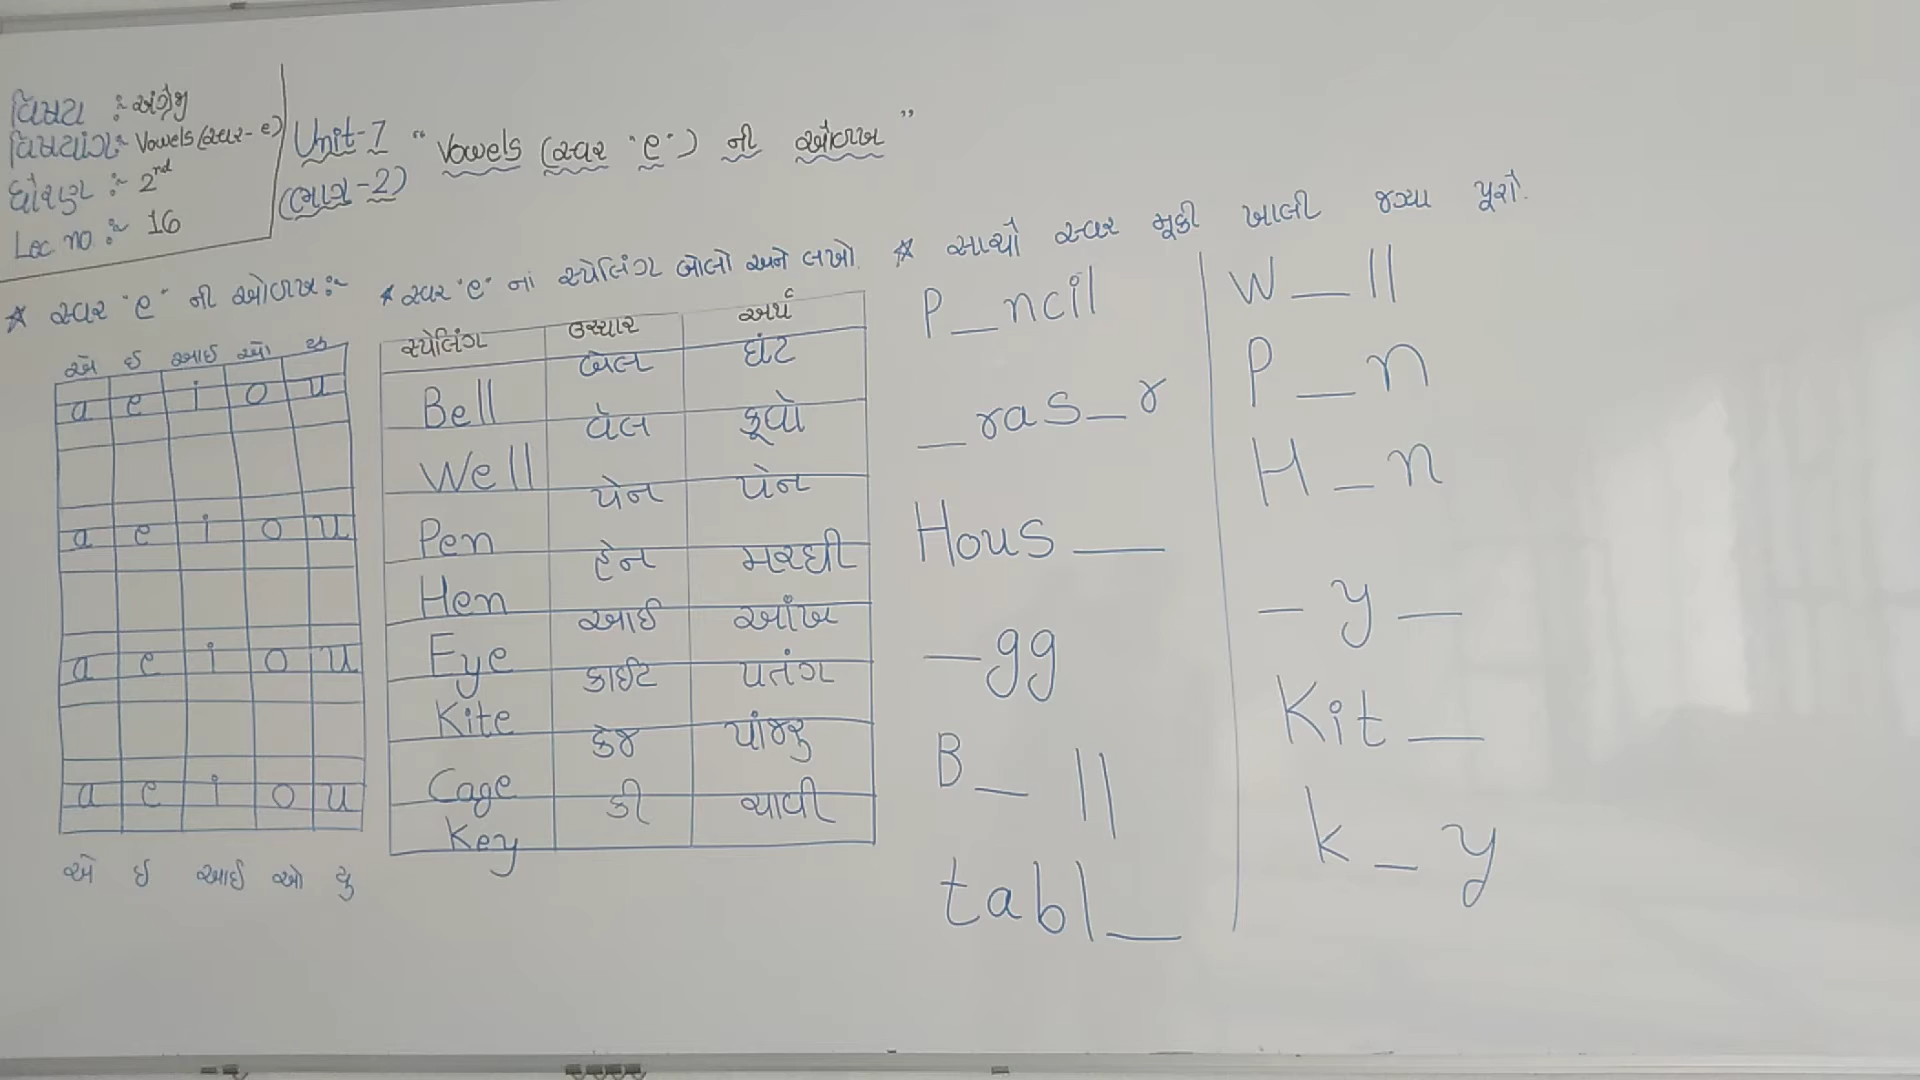 વિષય :~ અંગ્રેજી
વિષયાંગ:~ Vowels (સ્વર-e)
ધોરણ :~ 2nd
Lec no. :~ 16
Unit-1 "Vowels (સ્વર "e") ની ઓળખ"
(ભાગ-2)
* સ્વર "e" ની ઓળખ :~
એ ઈ આઈ ઓ યુ
a e i o u
a e i o u
a e i o u
a e i o u
એ ઈ આઈ ઓ યુ
* સ્વર "e" નાં સ્પેલિંગ બોલો અને લખો.
સ્પેલિંગ ઉચ્ચાર અર્થ
Bell બેલ ઘંટ
Well વેલ કૂવો
Pen પેન પેન
Hen હેન મરઘી
Eye આઈ આંખ
Kite કાઈટ પતંગ
Cage કેજ પાંજરુ
Key કી ચાવી
* સાચો સ્વર મૂકી ખાલી જગ્યા પૂરો.
P_ncil
_ras_r
Hous_
_gg
B_ll
tabl_
W_ll
P_n
H_n
_y_
Kit_
k_y